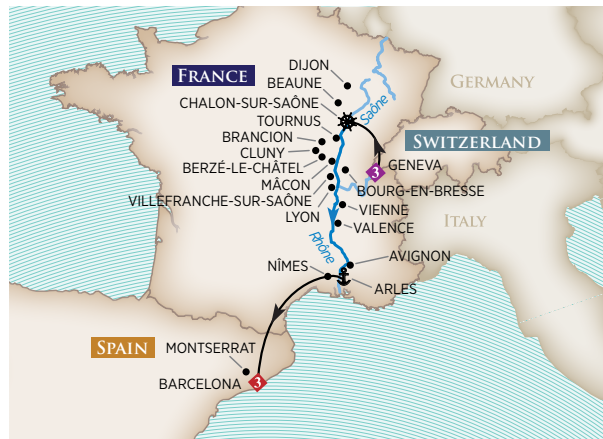 DIJON
BEAUNE
FRANCE
GERMANY
CHALON-SUR-SAÔNE
Saône
TOURNUS
BRANCION
SWITZERLAND
CLUNY
GENEVA
3
BERZÉ-LE-CHÂTEL
MÂCON
BOURG-EN-BRESSE
VILLEFRANCHE-SUR-SAÔNE
VIENNE
LYON
ITALY
VALENCE
Rhône
AVIGNON
NÎMES
ARLES
SPAIN
MONTSERRAT
BARCELONA
3